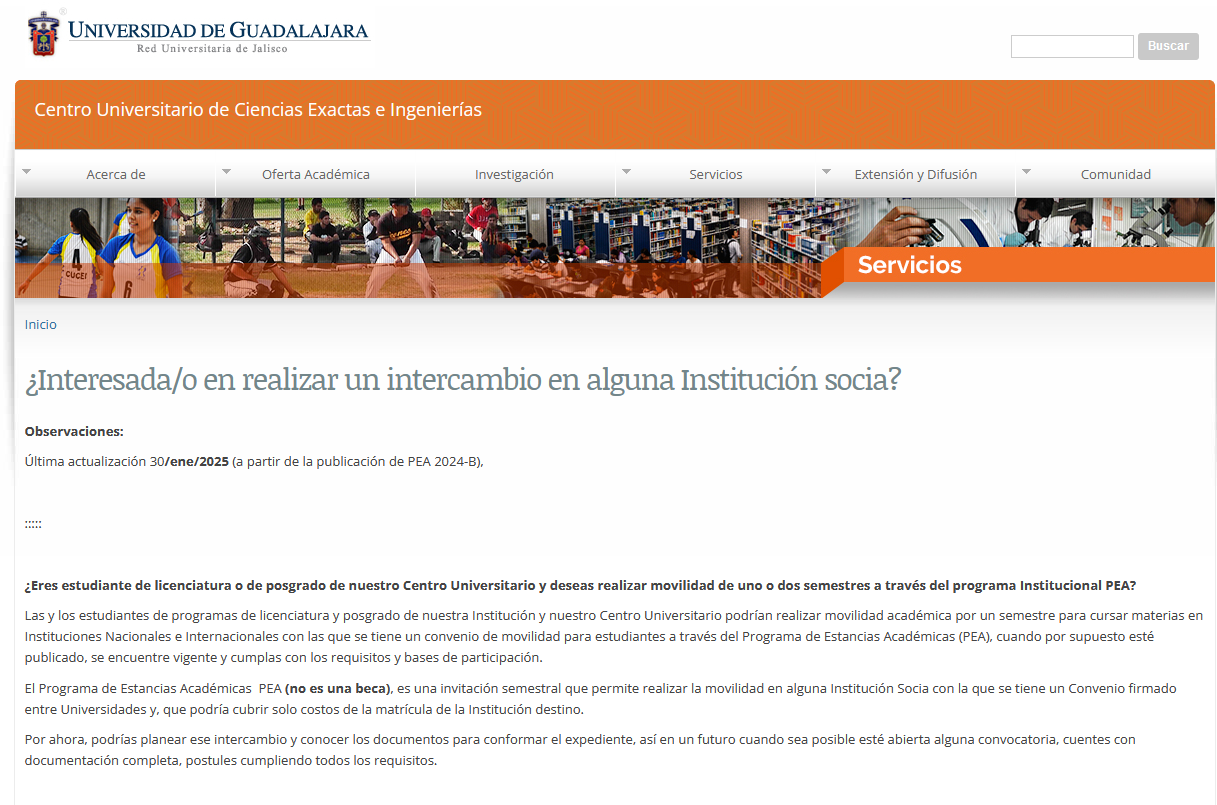 UNIVERSIDAD DE GUADALAJARA
Red Universitaria de Jalisco
Buscar
Centro Universitario de Ciencias Exactas e Ingenierías
Acerca de
Oferta Académica
Investigación
Servicios
Extensión y Difusión
Comunidad
4
CUCEI
6
Servicios
Inicio
¿Interesada/o en realizar un intercambio en alguna Institución socia?
Observaciones:
Última actualización 30/ene/2025 (a partir de la publicación de PEA 2024-B),
:::::
¿Eres estudiante de licenciatura o de posgrado de nuestro Centro Universitario y deseas realizar movilidad de uno o dos semestres a través del programa Institucional PEA?
Las y los estudiantes de programas de licenciatura y posgrado de nuestra Institución y nuestro Centro Universitario podrían realizar movilidad académica por un semestre para cursar materias en
Instituciones Nacionales e Internacionales con las que se tiene un convenio de movilidad para estudiantes a través del Programa de Estancias Académicas (PEA), cuando por supuesto esté
publicado, se encuentre vigente y cumplas con los requisitos y bases de participación.
El Programa de Estancias Académicas  PEA (no es una beca), es una invitación semestral que permite realizar la movilidad en alguna Institución Socia con la que se tiene un Convenio firmado
entre Universidades y, que podría cubrir solo costos de la matrícula de la Institución destino.
Por ahora, podrías planear ese intercambio y conocer los documentos para conformar el expediente, así en un futuro cuando sea posible esté abierta alguna convocatoria, cuentes con
documentación completa, postules cumpliendo todos los requisitos.